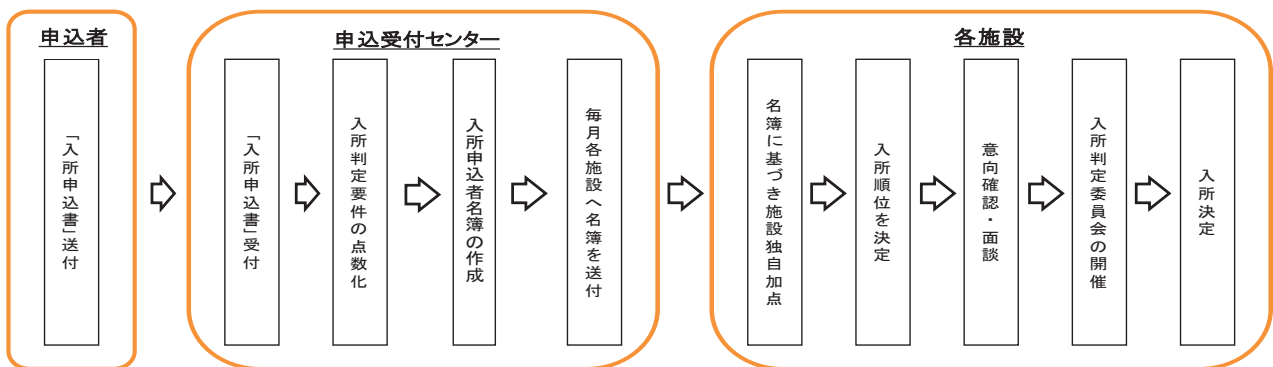 申込者
「入所申込書」送付
申込受付センター
「入所申込書」受付
入所判定要件の点数化
入所申込者名簿の作成
毎月各施設へ名簿を送付
各施設
名簿に基づき施設独自加点
入所順位を決定
意向確認・面談
入所判定委員会の開催
入所決定